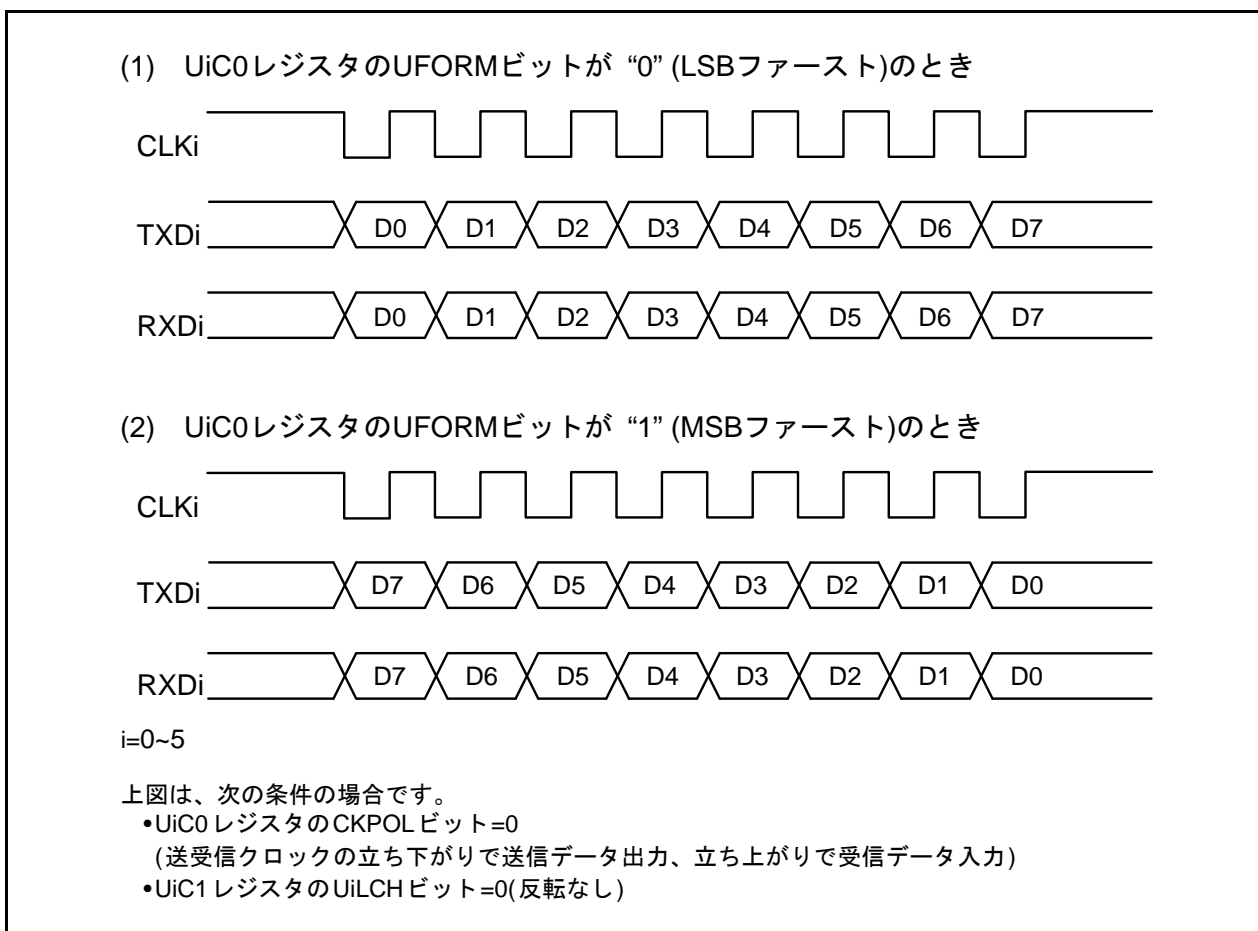 (1) UiC0レジスタのUFORMビットが “0” (LSBファースト)のとき
CLKi
TXDi D0 D1 D2 D3 D4 D5 D6 D7
RXDi D0 D1 D2 D3 D4 D5 D6 D7
(2) UiC0レジスタのUFORMビットが “1” (MSBファースト)のとき
CLKi
TXDi D7 D6 D5 D4 D3 D2 D1 D0
RXDi D7 D6 D5 D4 D3 D2 D1 D0
i=0~5
上図は、次の条件の場合です。
•UiC0レジスタのCKPOLビット=0
(送受信クロックの立ち下がりで送信データ出力、立ち上がりで受信データ入力)
•UiC1レジスタのUiLCHビット=0(反転なし)